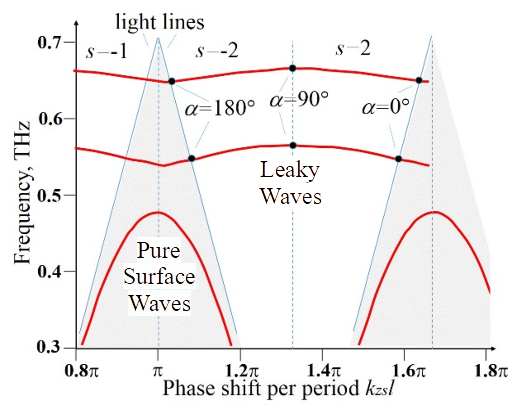 light lines
0.7
s=-1 s=-2 s=2
α=180° α=90° α=0°
0.6
Frequency, THz
Leaky
Waves
0.5
Pure
Surface
Waves
0.4
0.3
0.8π π 1.2π 1.4π 1.6π 1.8π
Phase shift per period kzsl